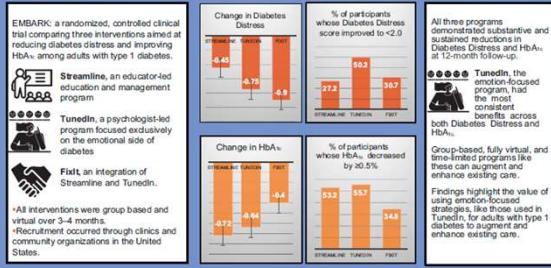 EMBARK: a randomized, controlled clinical
trial comparing three interventions aimed at
reducing diabetes distress and improving
HbA₁c among adults with type 1 diabetes.
Streamline, an educator-led
education and management
program
TunedIn, a psychologist-led
program focused exclusively
on the emotional side of
diabetes
FixIt, an integration of
Streamline and TunedIn.
•All interventions were group based and
virtual over 3–4 months.
•Recruitment occurred through clinics and
community organizations in the United
States.
Change in Diabetes
Distress
STREAMLINE TUNEDIN FIXIT
-0.45
-0.75
-0.9
% of participants
whose Diabetes Distress
score improved to <2.0
27.2
50.2
30.7
STREAMLINE TUNEDIN FIXIT
Change in HbA₁c
STREAMLINE TUNEDIN FIXIT
-0.72
-0.64
-0.4
% of participants
whose HbA₁c decreased
by ≥0.5%
53.2
55.7
34.8
STREAMLINE TUNEDIN FIXIT
All three programs
demonstrated substantive and
sustained reductions in
Diabetes Distress and HbA₁c
at 12-month follow-up.
TunedIn, the
emotion-focused
program, had
the most
consistent
benefits across
both Diabetes Distress and
HbA₁c.
Group-based, fully virtual, and
time-limited programs like
these can augment and
enhance existing care.
Findings highlight the value of
using emotion-focused
strategies, like those used in
TunedIn, for adults with type 1
diabetes to augment and
enhance existing care.